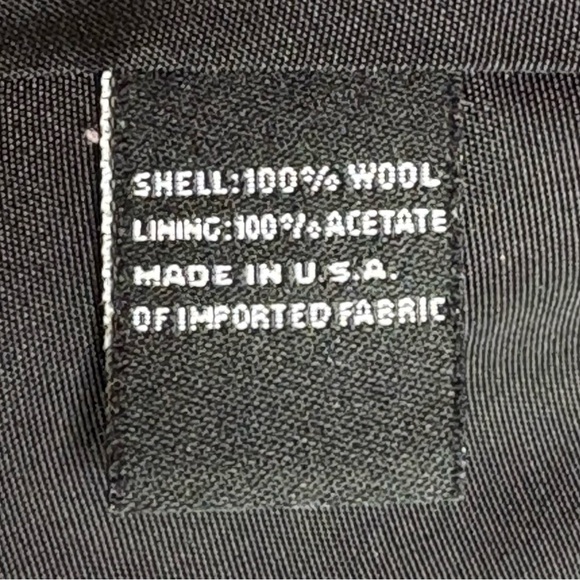 SHELL:100% WOOL
LINING:100% ACETATE
MADE IN U.S.A.
OF IMPORTED FABRIC